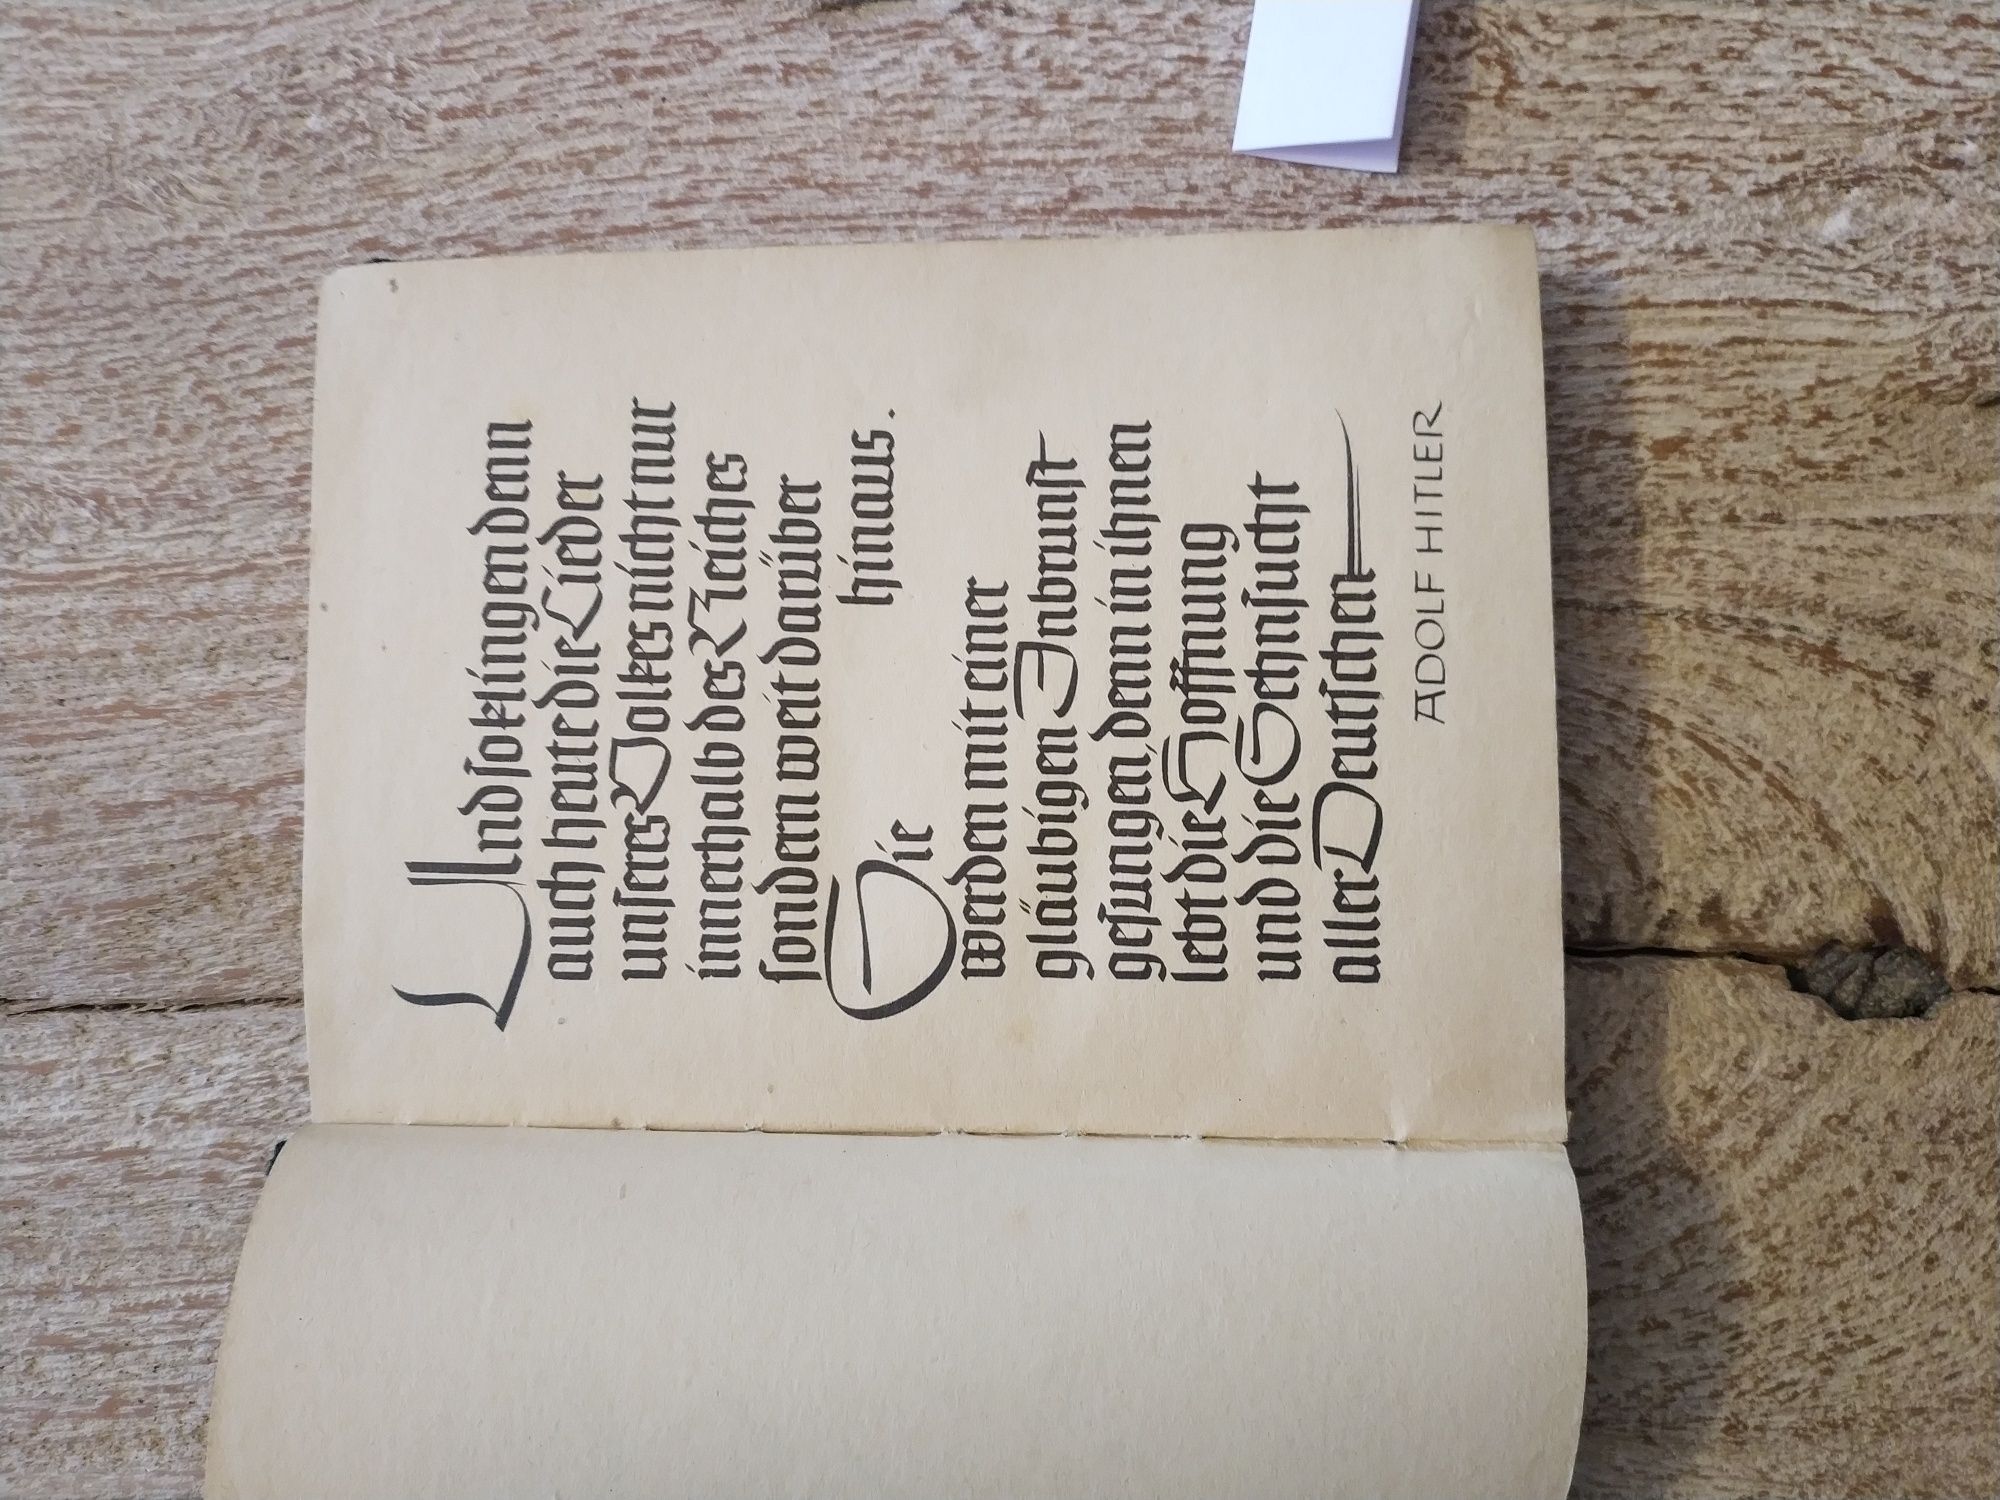 Und so klingen denn
auch heute die Lieder
unseres Volkes nicht nur
innerhalb des Reiches
sondern weit darüber
hinaus.
Die
werden mit einer
gläubigen Inbrunst
gesungen, denn in ihnen
lebt die Hoffnung
und die Sehnsucht
aller Deutschen
ADOLF HITLER